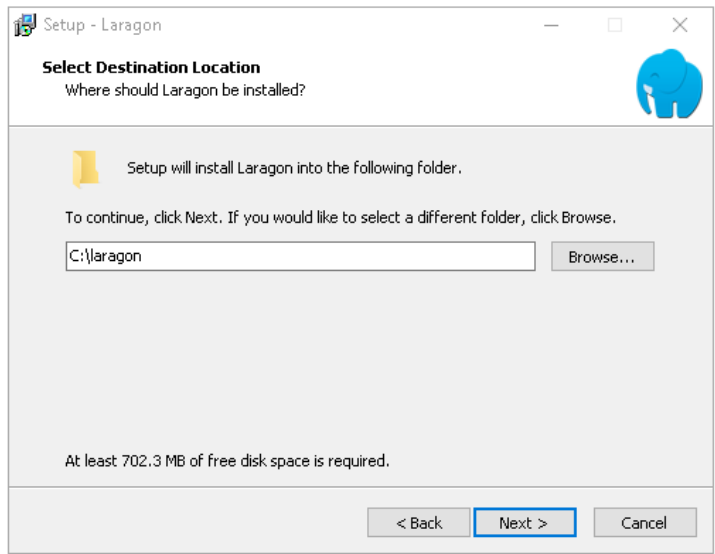 Setup - Laragon
Select Destination Location
Where should Laragon be installed?
Setup will install Laragon into the following folder.
To continue, click Next. If you would like to select a different folder, click Browse.
C:\laragon
Browse...
At least 702.3 MB of free disk space is required.
< Back
Next >
Cancel